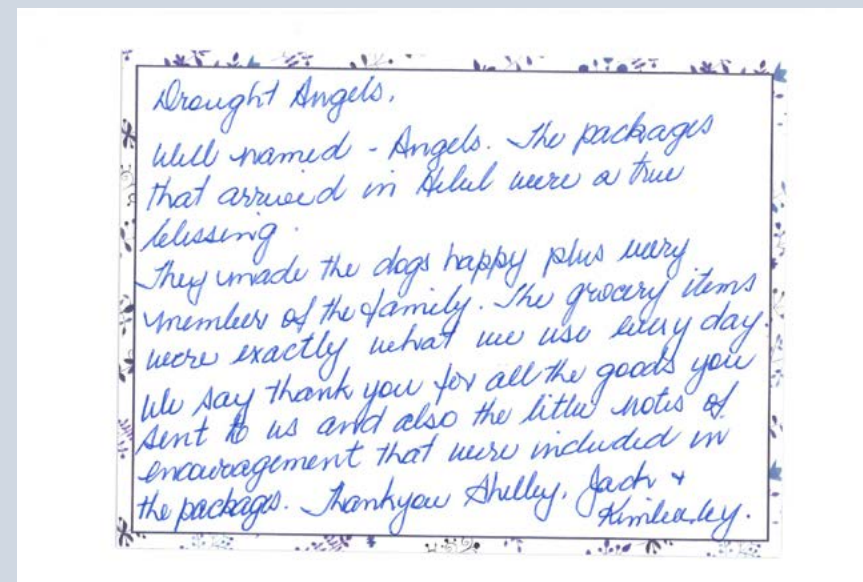 Drought Angels,
Well named - Angels. The packages
that arrived in were a true
blessing.
They made the dogs happy plus every
member of the family. The grocery items
were exactly what we use every day.
We say thank you for all the goods you
sent to us and also the little notes of
encouragement that were included in
the packages. Thankyou Shelley, Jack +
Kimberley.